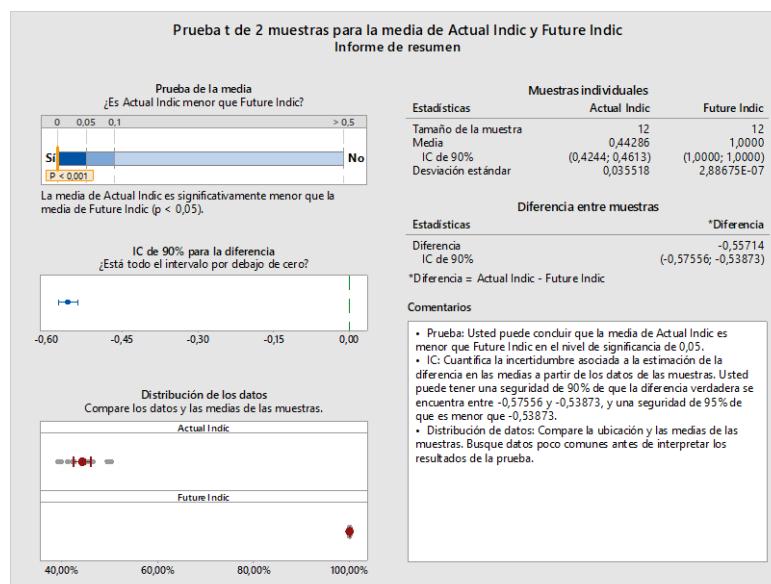 Prueba t de 2 muestras para la media de Actual Indic y Future Indic
Informe de resumen
Prueba de la media
¿Es Actual Indic menor que Future Indic?
0 0,05 0,1 > 0,5
Sí No
P < 0,001
La media de Actual Indic es significativamente menor que la
media de Future Indic (p < 0,05).
IC de 90% para la diferencia
¿Está todo el intervalo por debajo de cero?
-0,60 -0,45 -0,30 -0,15 0,00
Distribución de los datos
Compare los datos y las medias de las muestras.
Actual Indic
Future Indic
40,00% 60,00% 80,00% 100,00%
Muestras individuales
Estadísticas Actual Indic Future Indic
Tamaño de la muestra 12 12
Media 0,44286 1,0000
IC de 90% (0,4244; 0,4613) (1,0000; 1,0000)
Desviación estándar 0,035518 2,88675E-07
Diferencia entre muestras
Estadísticas *Diferencia
Diferencia -0,55714
IC de 90% (-0,57556; -0,53873)
*Diferencia = Actual Indic - Future Indic
Comentarios
• Prueba: Usted puede concluir que la media de Actual Indic es
menor que Future Indic en el nivel de significancia de 0,05.
• IC: Cuantifica la incertidumbre asociada a la estimación de la
diferencia en las medias a partir de los datos de las muestras. Usted
puede tener una seguridad de 90% de que la diferencia verdadera se
encuentra entre -0,57556 y -0,53873, y una seguridad de 95% de
que es menor que -0,53873.
• Distribución de datos: Compare la ubicación y las medias de las
muestras. Busque datos poco comunes antes de interpretar los
resultados de la prueba.